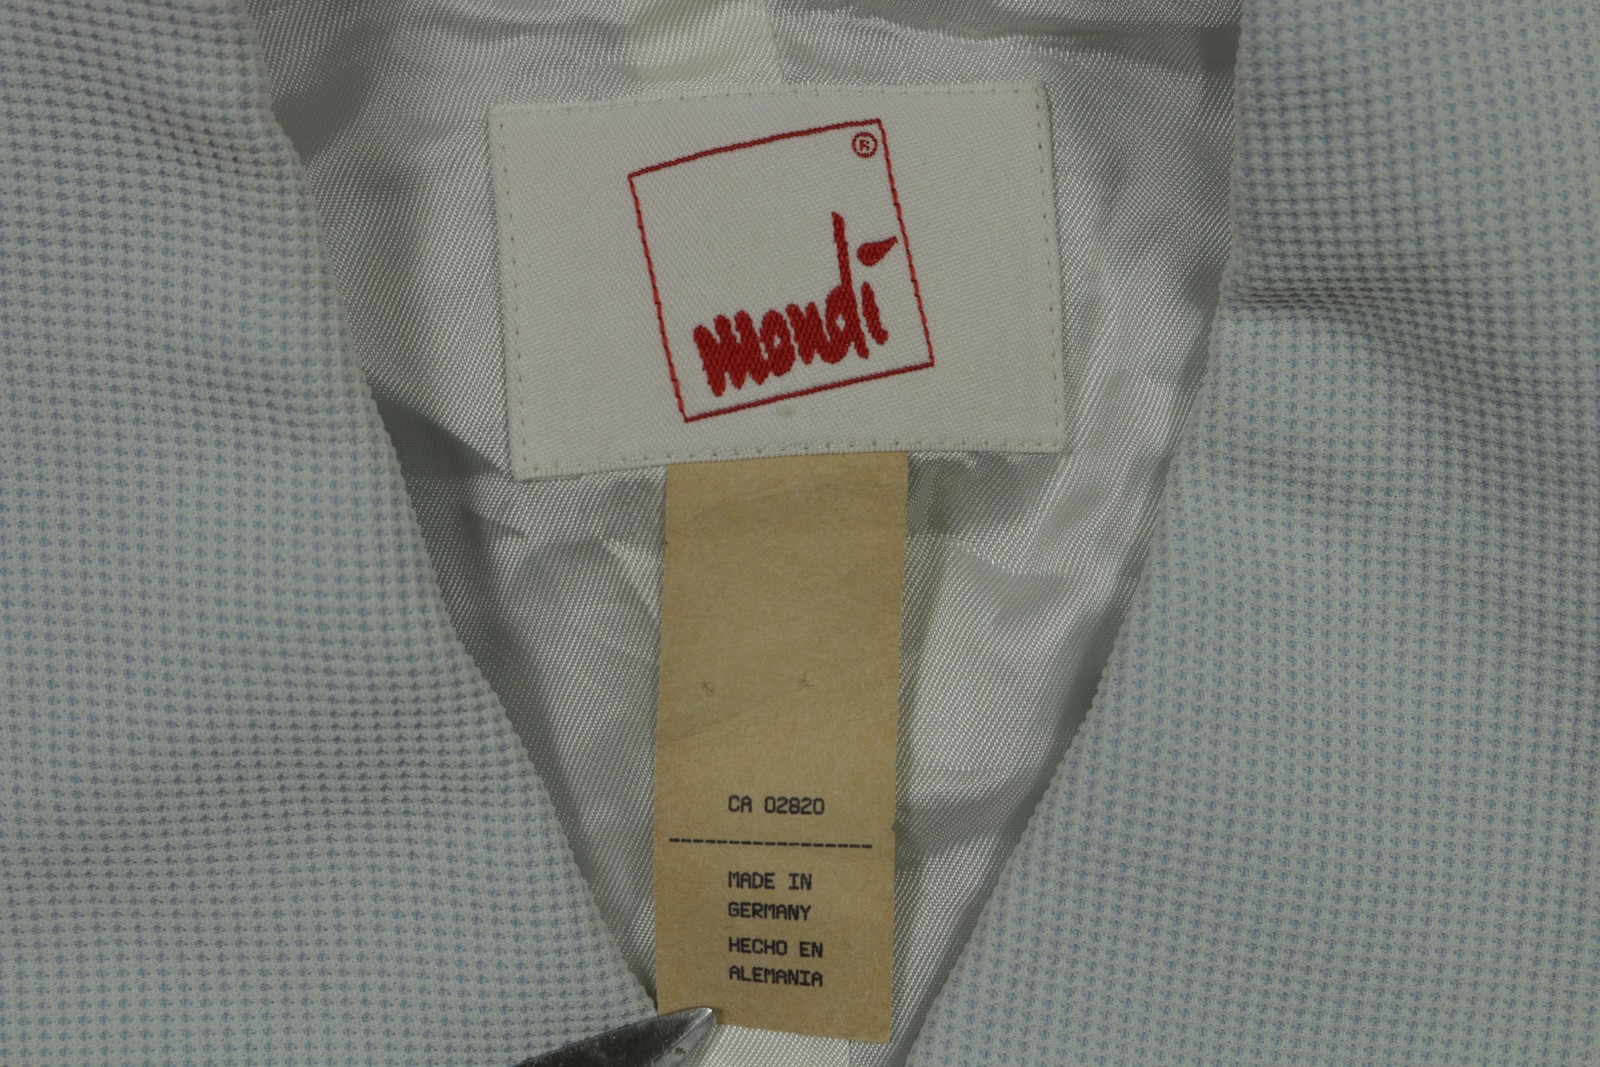 ®
mondi
CA 02820
MADE IN
GERMANY
HECHO EN
ALEMANIA